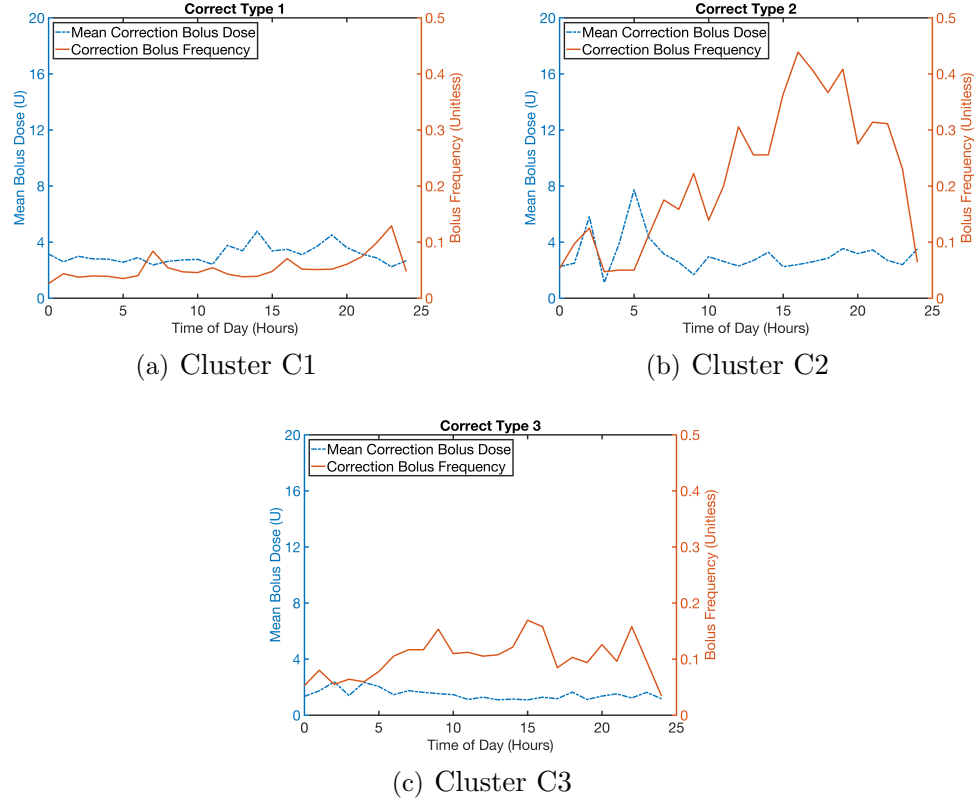 Correct Type 1
Mean Correction Bolus Dose
Correction Bolus Frequency
20
16
12
8
4
0
Mean Bolus Dose (U)
0.5
0.4
0.3
0.2
0.1
0
Bolus Frequency (Unitless)
0 5 10 15 20 25
Time of Day (Hours)
(a) Cluster C1
Correct Type 2
Mean Correction Bolus Dose
Correction Bolus Frequency
20
16
12
8
4
0
Mean Bolus Dose (U)
0.5
0.4
0.3
0.2
0.1
0
Bolus Frequency (Unitless)
0 5 10 15 20 25
Time of Day (Hours)
(b) Cluster C2
Correct Type 3
Mean Correction Bolus Dose
Correction Bolus Frequency
20
16
12
8
4
0
Mean Bolus Dose (U)
0.5
0.4
0.3
0.2
0.1
0
Bolus Frequency (Unitless)
0 5 10 15 20 25
Time of Day (Hours)
(c) Cluster C3